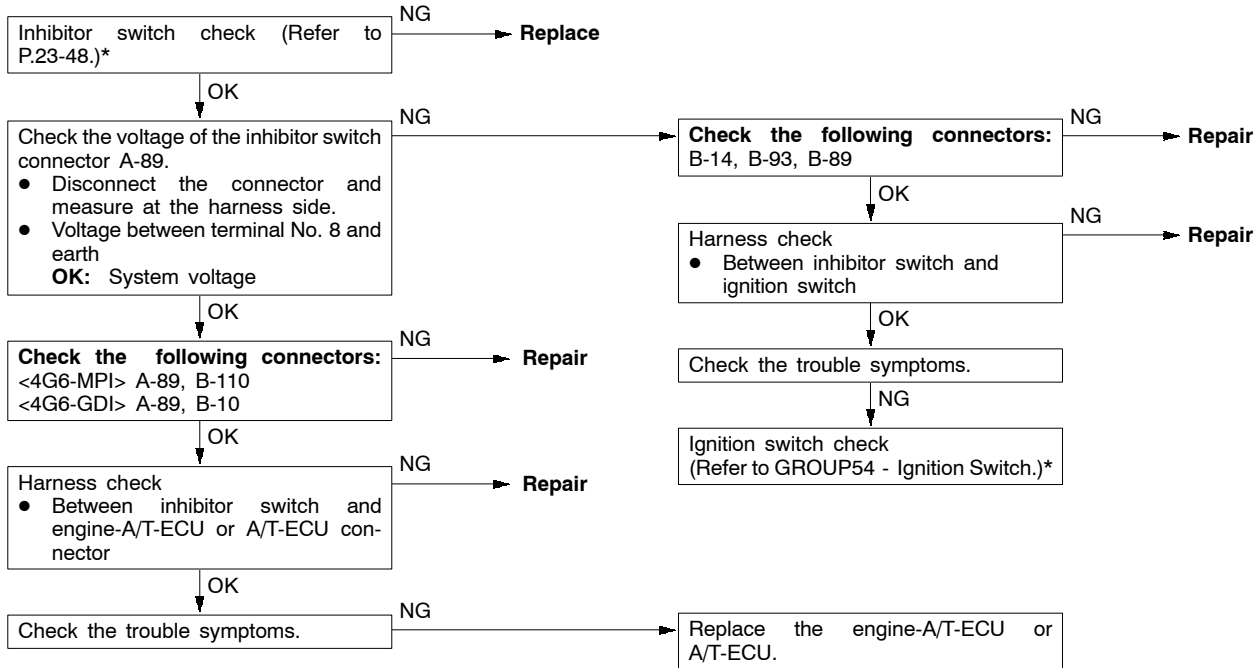 Inhibitor switch check (Refer to
P.23-48.)*
NG
Replace
OK
Check the voltage of the inhibitor switch
connector A-89.
● Disconnect the connector and
measure at the harness side.
● Voltage between terminal No. 8 and
earth
OK: System voltage
NG
Check the following connectors:
B-14, B-93, B-89
NG
Repair
OK
Harness check
● Between inhibitor switch and
ignition switch
NG
Repair
OK
Check the trouble symptoms.
NG
Ignition switch check
(Refer to GROUP54 - Ignition Switch.)*
OK
Check the following connectors:
<4G6-MPI> A-89, B-110
<4G6-GDI> A-89, B-10
NG
Repair
OK
Harness check
● Between inhibitor switch and
engine-A/T-ECU or A/T-ECU con-
nector
NG
Repair
OK
Check the trouble symptoms.
NG
Replace the engine-A/T-ECU or
A/T-ECU.